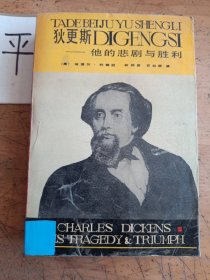 平
TADE BEIJU YU SHENGLI
狄更斯 DIGENGSI
——他的悲剧与胜利
CHARLES DICKENS
HIS TRAGEDY & TRIUMPH